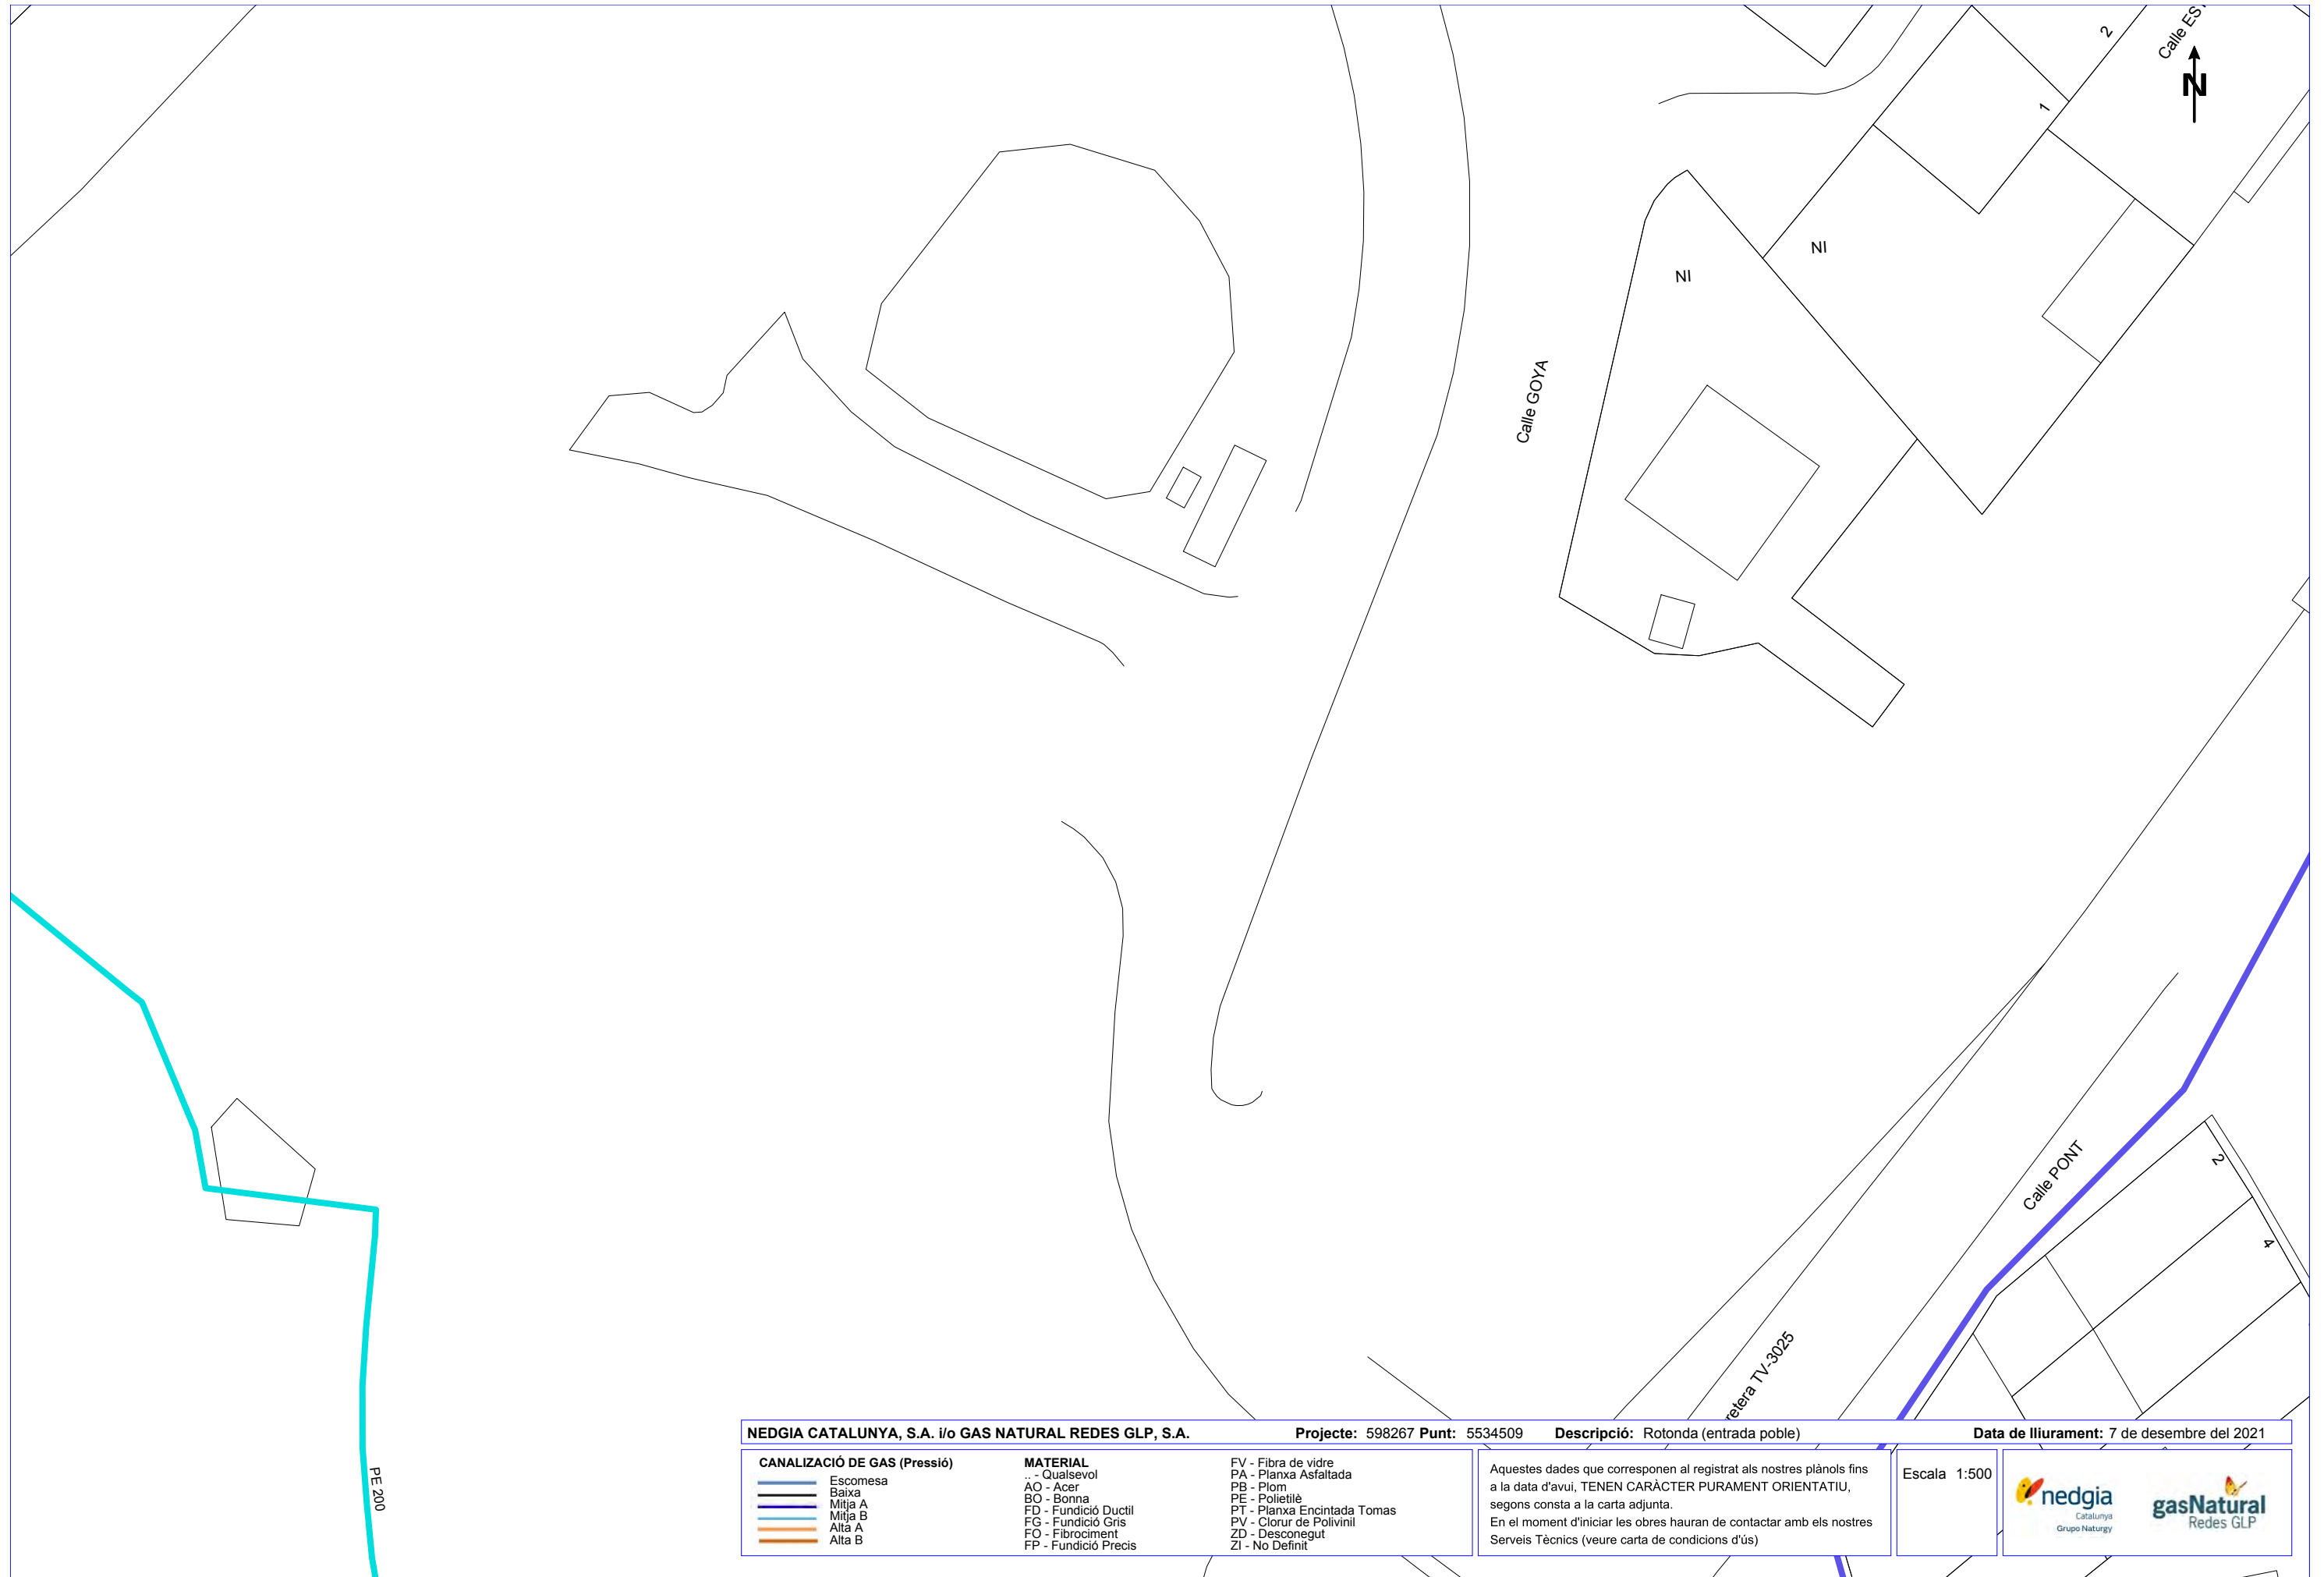 Calle EST
2
1
N
NI
NI
Calle GOYA
Calle PONT
2
4
retera TV-3025
PE 200
NEDGIA CATALUNYA, S.A. i/o GAS NATURAL REDES GLP, S.A. Projecte: 598267 Punt: 5534509 Descripció: Rotonda (entrada poble) Data de lliurament: 7 de desembre del 2021
CANALIZACIÓ DE GAS (Pressió)
Escomesa
Baixa
Mitja A
Mitja B
Alta A
Alta B
MATERIAL
.. - Qualsevol
AO - Acer
BO - Bonna
FD - Fundició Ductil
FG - Fundició Gris
FO - Fibrociment
FP - Fundició Precis
FV - Fibra de vidre
PA - Planxa Asfaltada
PB - Plom
PE - Polietilè
PT - Planxa Encintada Tomas
PV - Clorur de Polivinil
ZD - Desconegut
ZI - No Definit
Aquestes dades que corresponen al registrat als nostres plànols fins
a la data d'avui, TENEN CARÀCTER PURAMENT ORIENTATIU,
segons consta a la carta adjunta.
En el moment d'iniciar les obres hauran de contactar amb els nostres
Serveis Tècnics (veure carta de condicions d'ús)
Escala 1:500
nedgia
Catalunya
Grupo Naturgy
gasNatural
Redes GLP